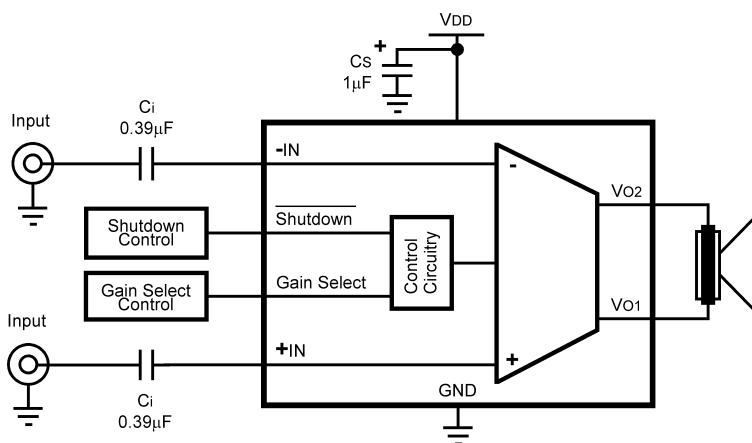 VDD
+
Cs
1µF
Ci
0.39µF
Input
-IN
-
VO2
Shutdown
Control
Shutdown
Control
Circuitry
Gain Select
Control
Gain Select
VO1
Input
+IN
+
GND
Ci
0.39µF